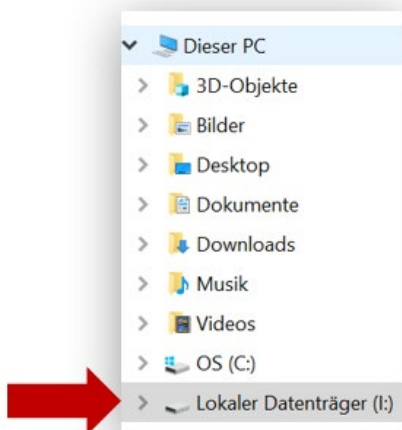 Dieser PC
3D-Objekte
Bilder
Desktop
Dokumente
Downloads
Musik
Videos
OS (C:)
Lokaler Datenträger (I:)